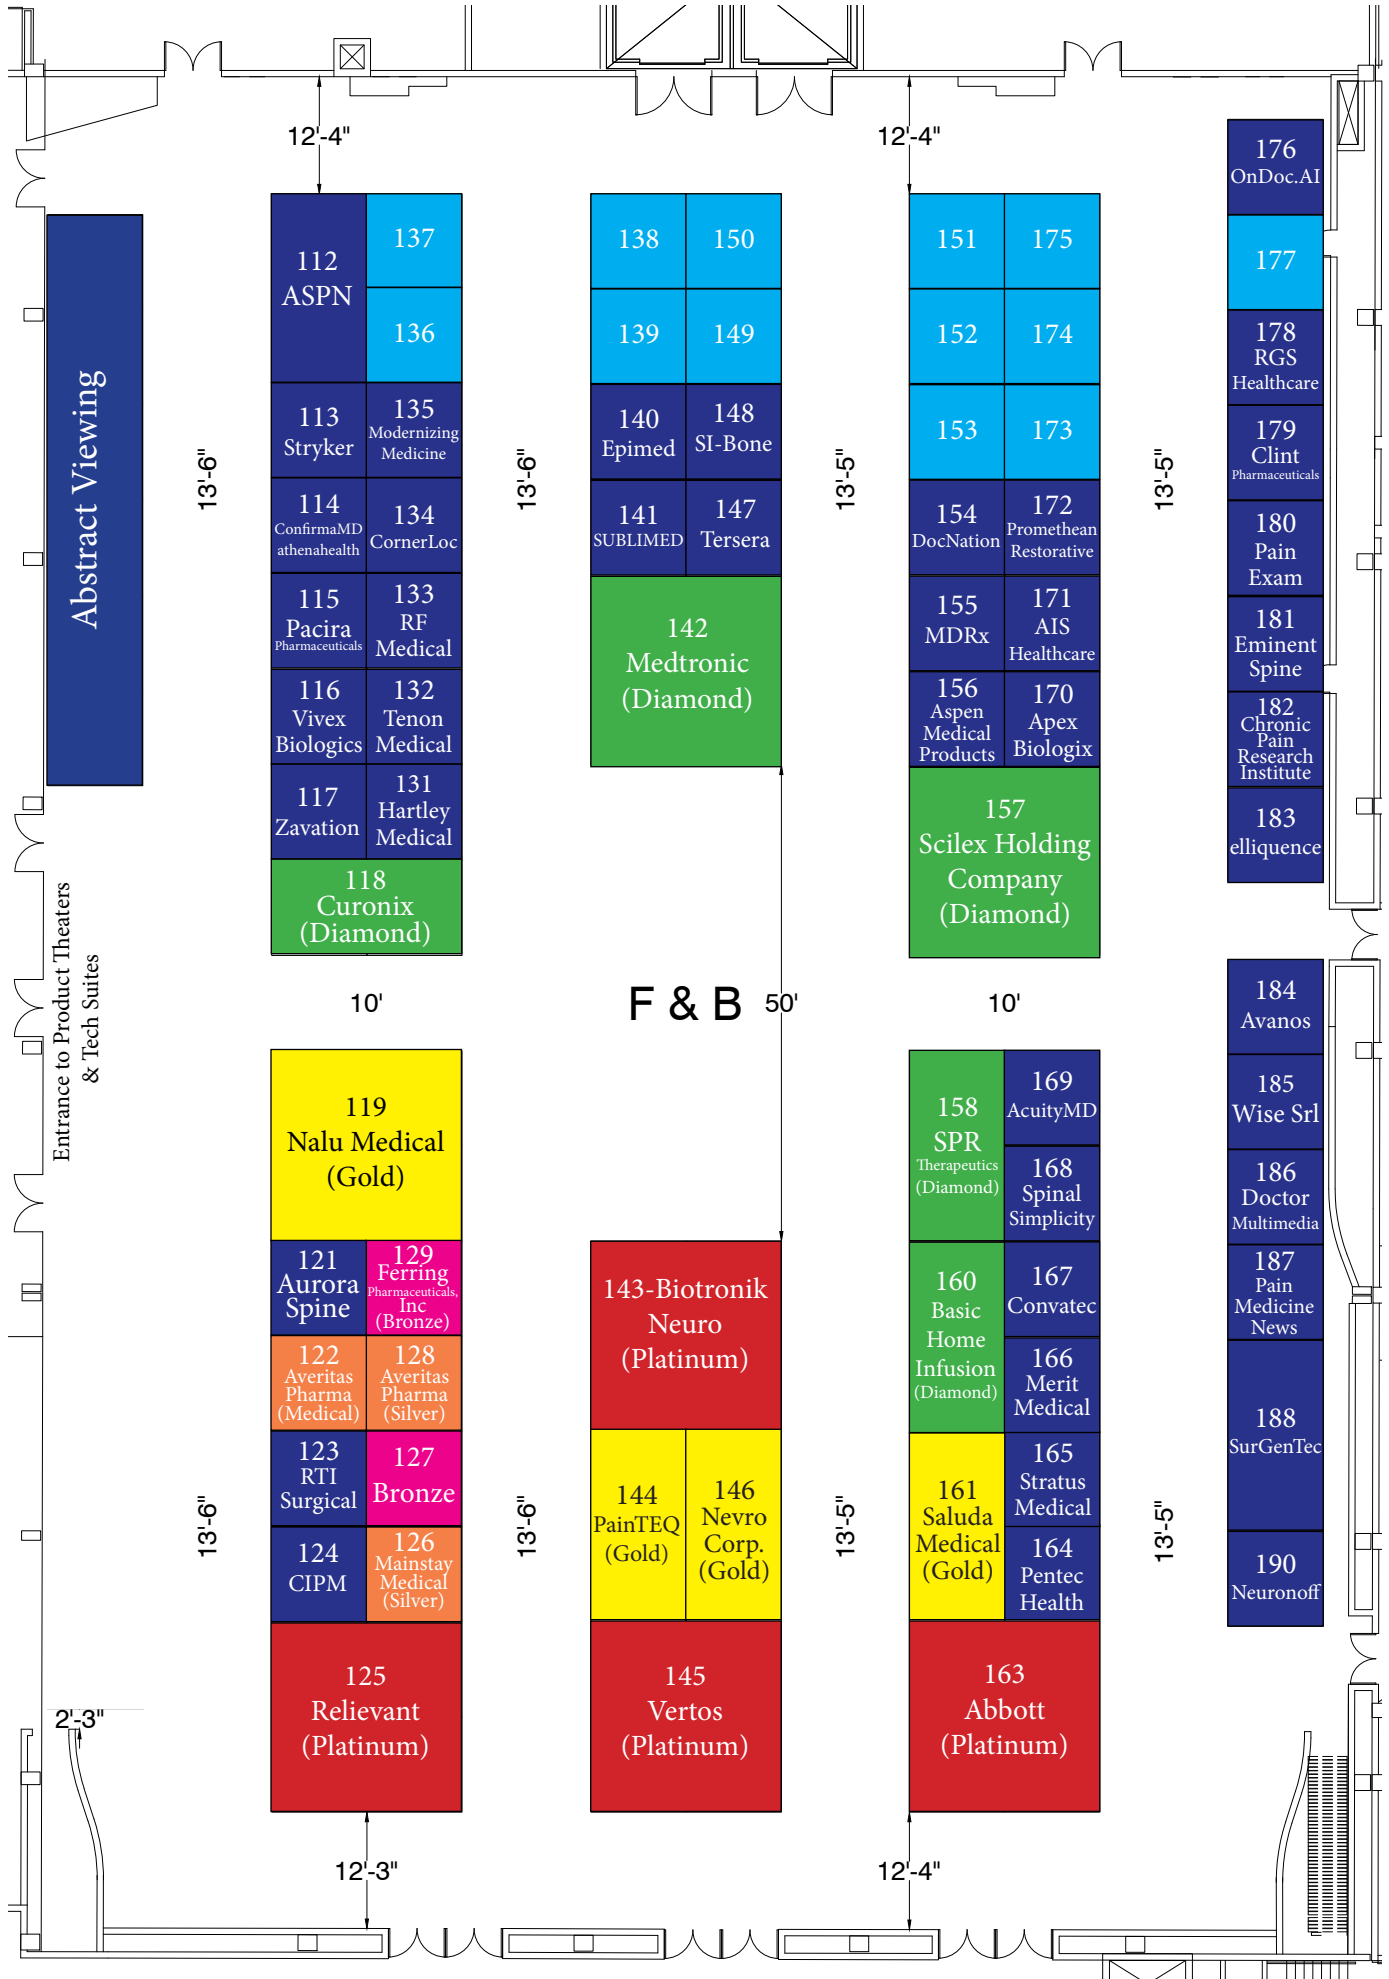 12'-4"
12'-4"
176
OnDoc.AI
112
ASPN
137
138
150
151
175
177
136
139
149
152
174
178
RGS
Healthcare
113
Stryker
135
Modernizing
Medicine
140
Epimed
148
SI-Bone
153
173
179
Clint
Pharmaceuticals
Abstract Viewing
13'-6"
13'-6"
13'-5"
13'-5"
114
ConfirmaMD
athenahealth
134
CornerLoc
141
SUBLIMED
147
Tersera
154
DocNation
172
Promethean
Restorative
180
Pain
Exam
115
Pacira
Pharmaceuticals
133
RF
Medical
142
Medtronic
(Diamond)
155
MDRx
171
AIS
Healthcare
181
Eminent
Spine
116
Vivex
Biologics
132
Tenon
Medical
156
Aspen
Medical
Products
170
Apex
Biologix
182
Chronic
Pain
Research
Institute
117
Zavation
131
Hartley
Medical
157
Scilex Holding
Company
(Diamond)
183
elliquence
118
Curonix
(Diamond)
Entrance to Product Theaters
& Tech Suites
10'
F & B
50'
10'
184
Avanos
119
Nalu Medical
(Gold)
158
SPR
Therapeutics
(Diamond)
169
AcuityMD
185
Wise Srl
168
Spinal
Simplicity
186
Doctor
Multimedia
121
Aurora
Spine
129
Ferring
Pharmaceuticals,
Inc
(Bronze)
143-Biotronik
Neuro
(Platinum)
160
Basic
Home
Infusion
(Diamond)
167
Convatec
187
Pain
Medicine
News
122
Averitas
Pharma
(Medical)
128
Averitas
Pharma
(Silver)
166
Merit
Medical
188
SurGenTec
123
RTI
Surgical
127
Bronze
144
PainTEQ
(Gold)
146
Nevro
Corp.
(Gold)
161
Saluda
Medical
(Gold)
165
Stratus
Medical
13'-6"
13'-6"
13'-5"
13'-5"
124
CIPM
126
Mainstay
Medical
(Silver)
164
Pentec
Health
190
Neuronoff
125
Relievant
(Platinum)
145
Vertos
(Platinum)
163
Abbott
(Platinum)
2'-3"
12'-3"
12'-4"